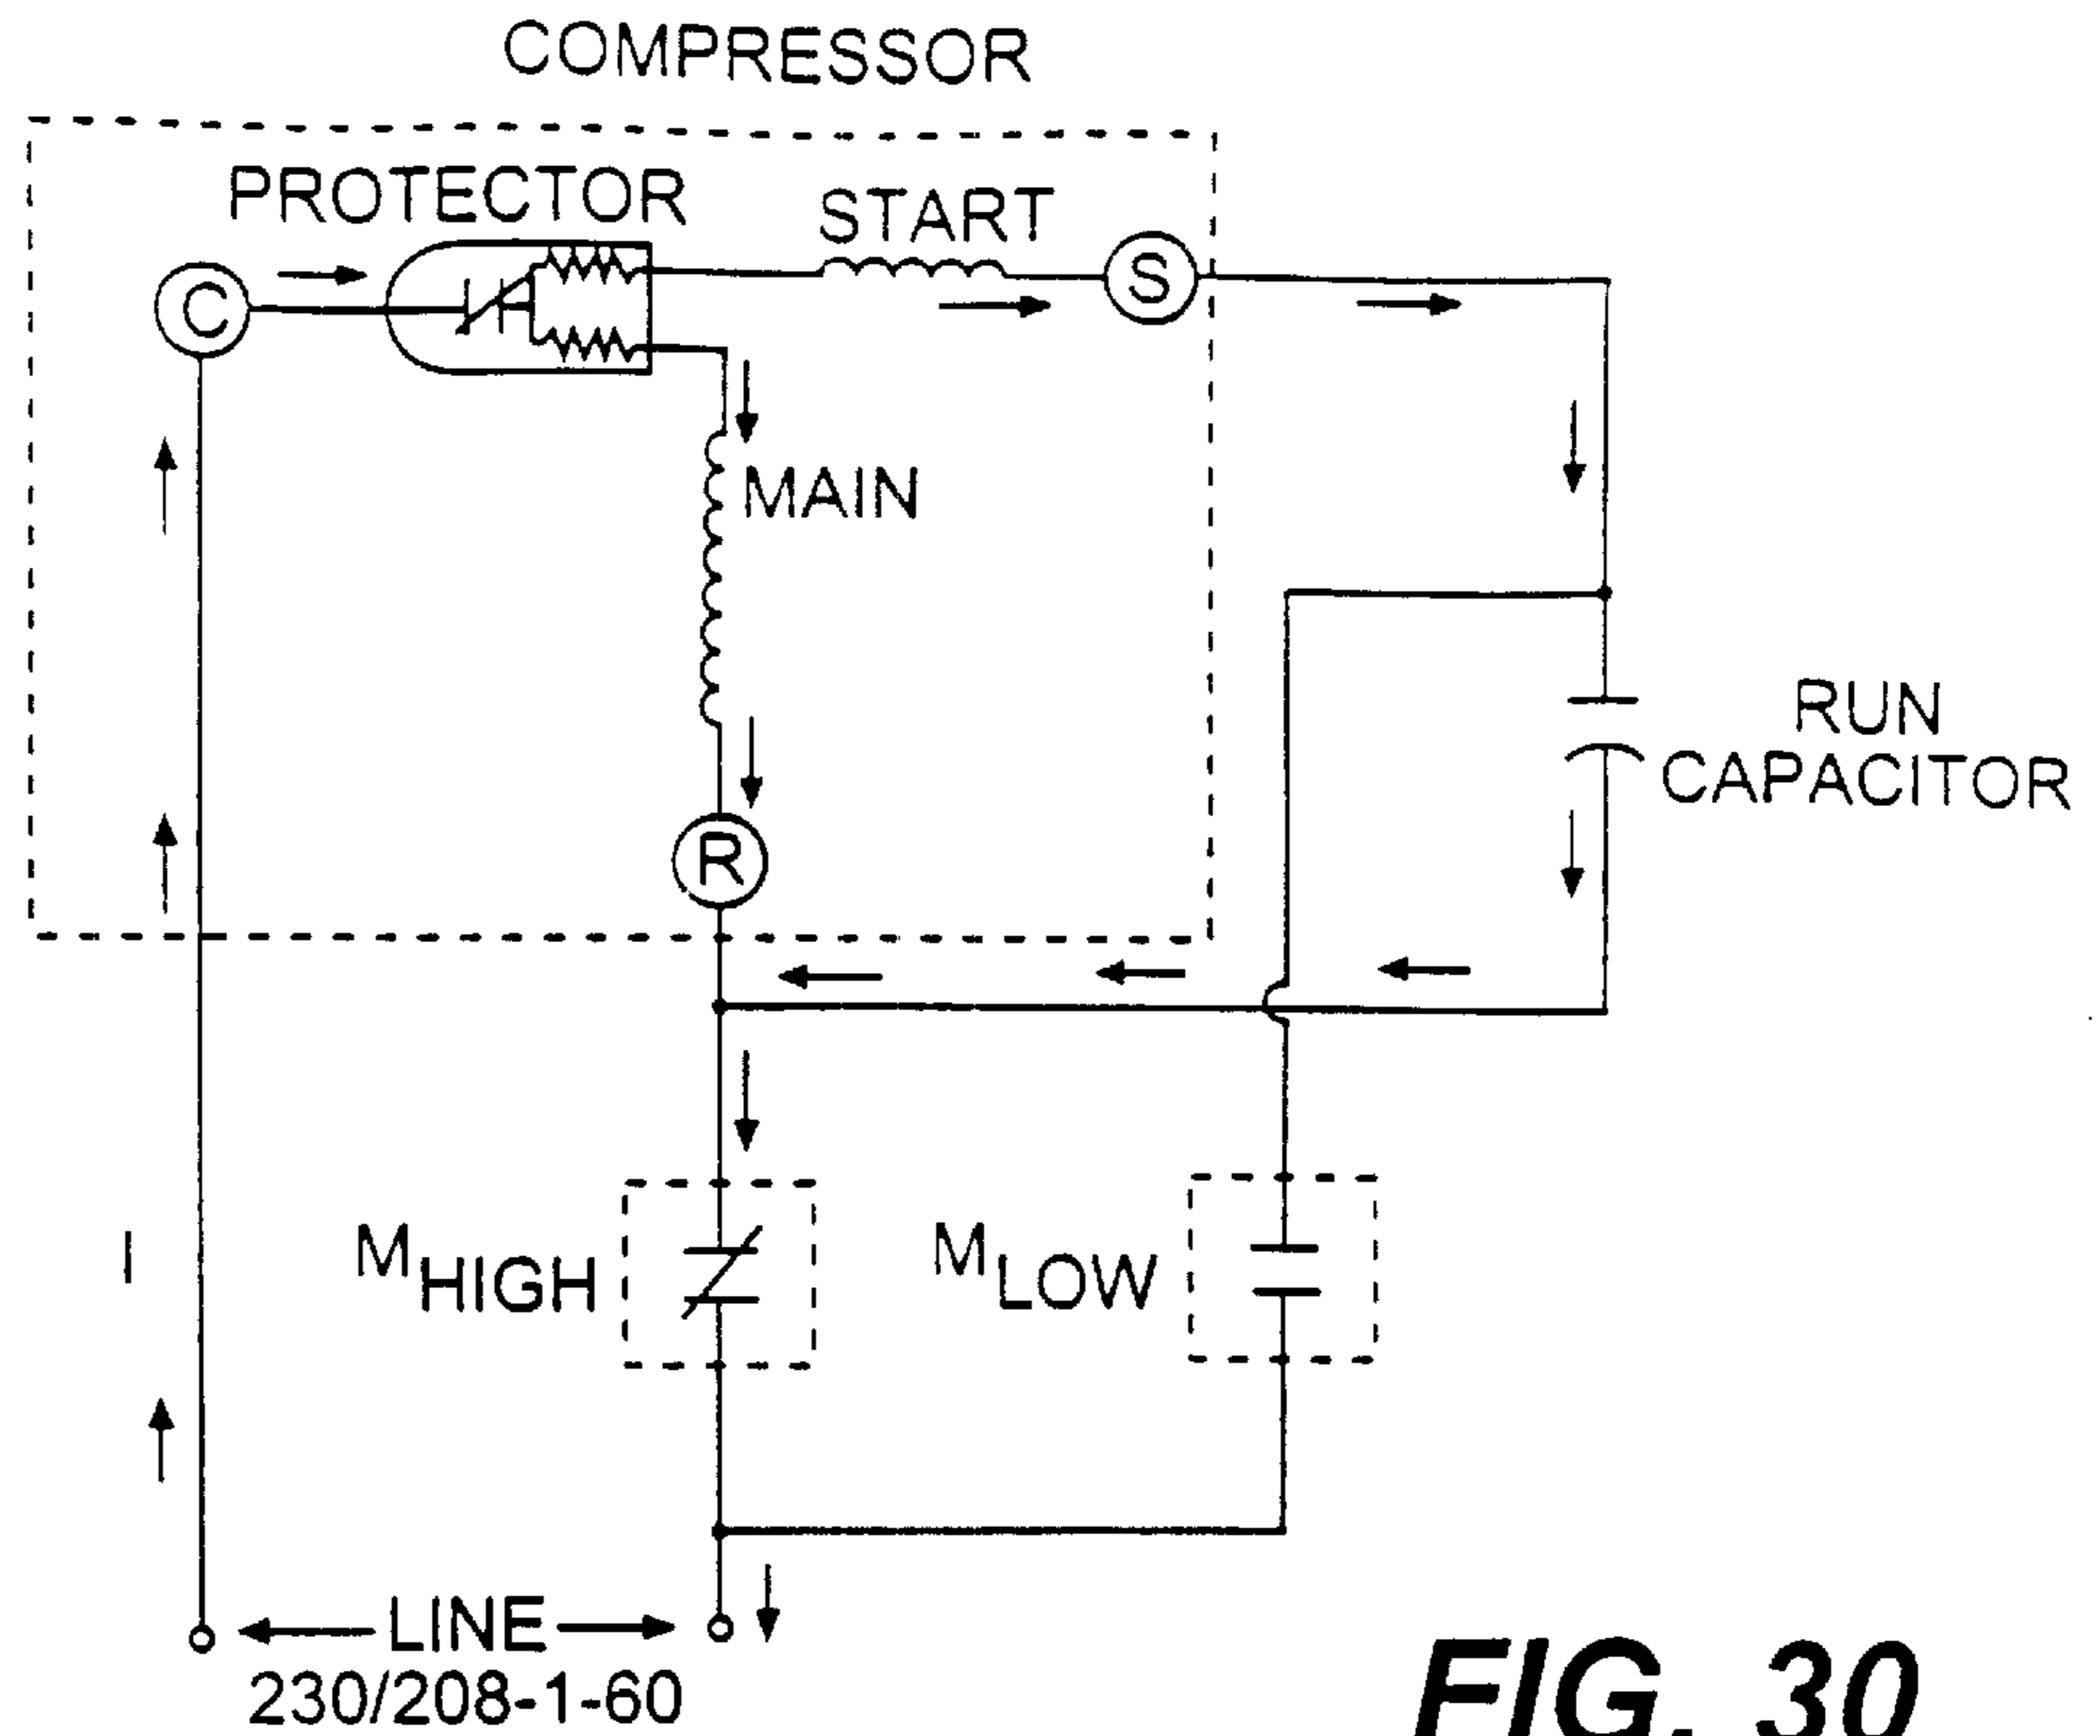 COMPRESSOR
PROTECTOR
START
C
S
MAIN
RUN
CAPACITOR
R
I
MHIGH
MLOW
LINE
230/208-1-60
FIG. 30